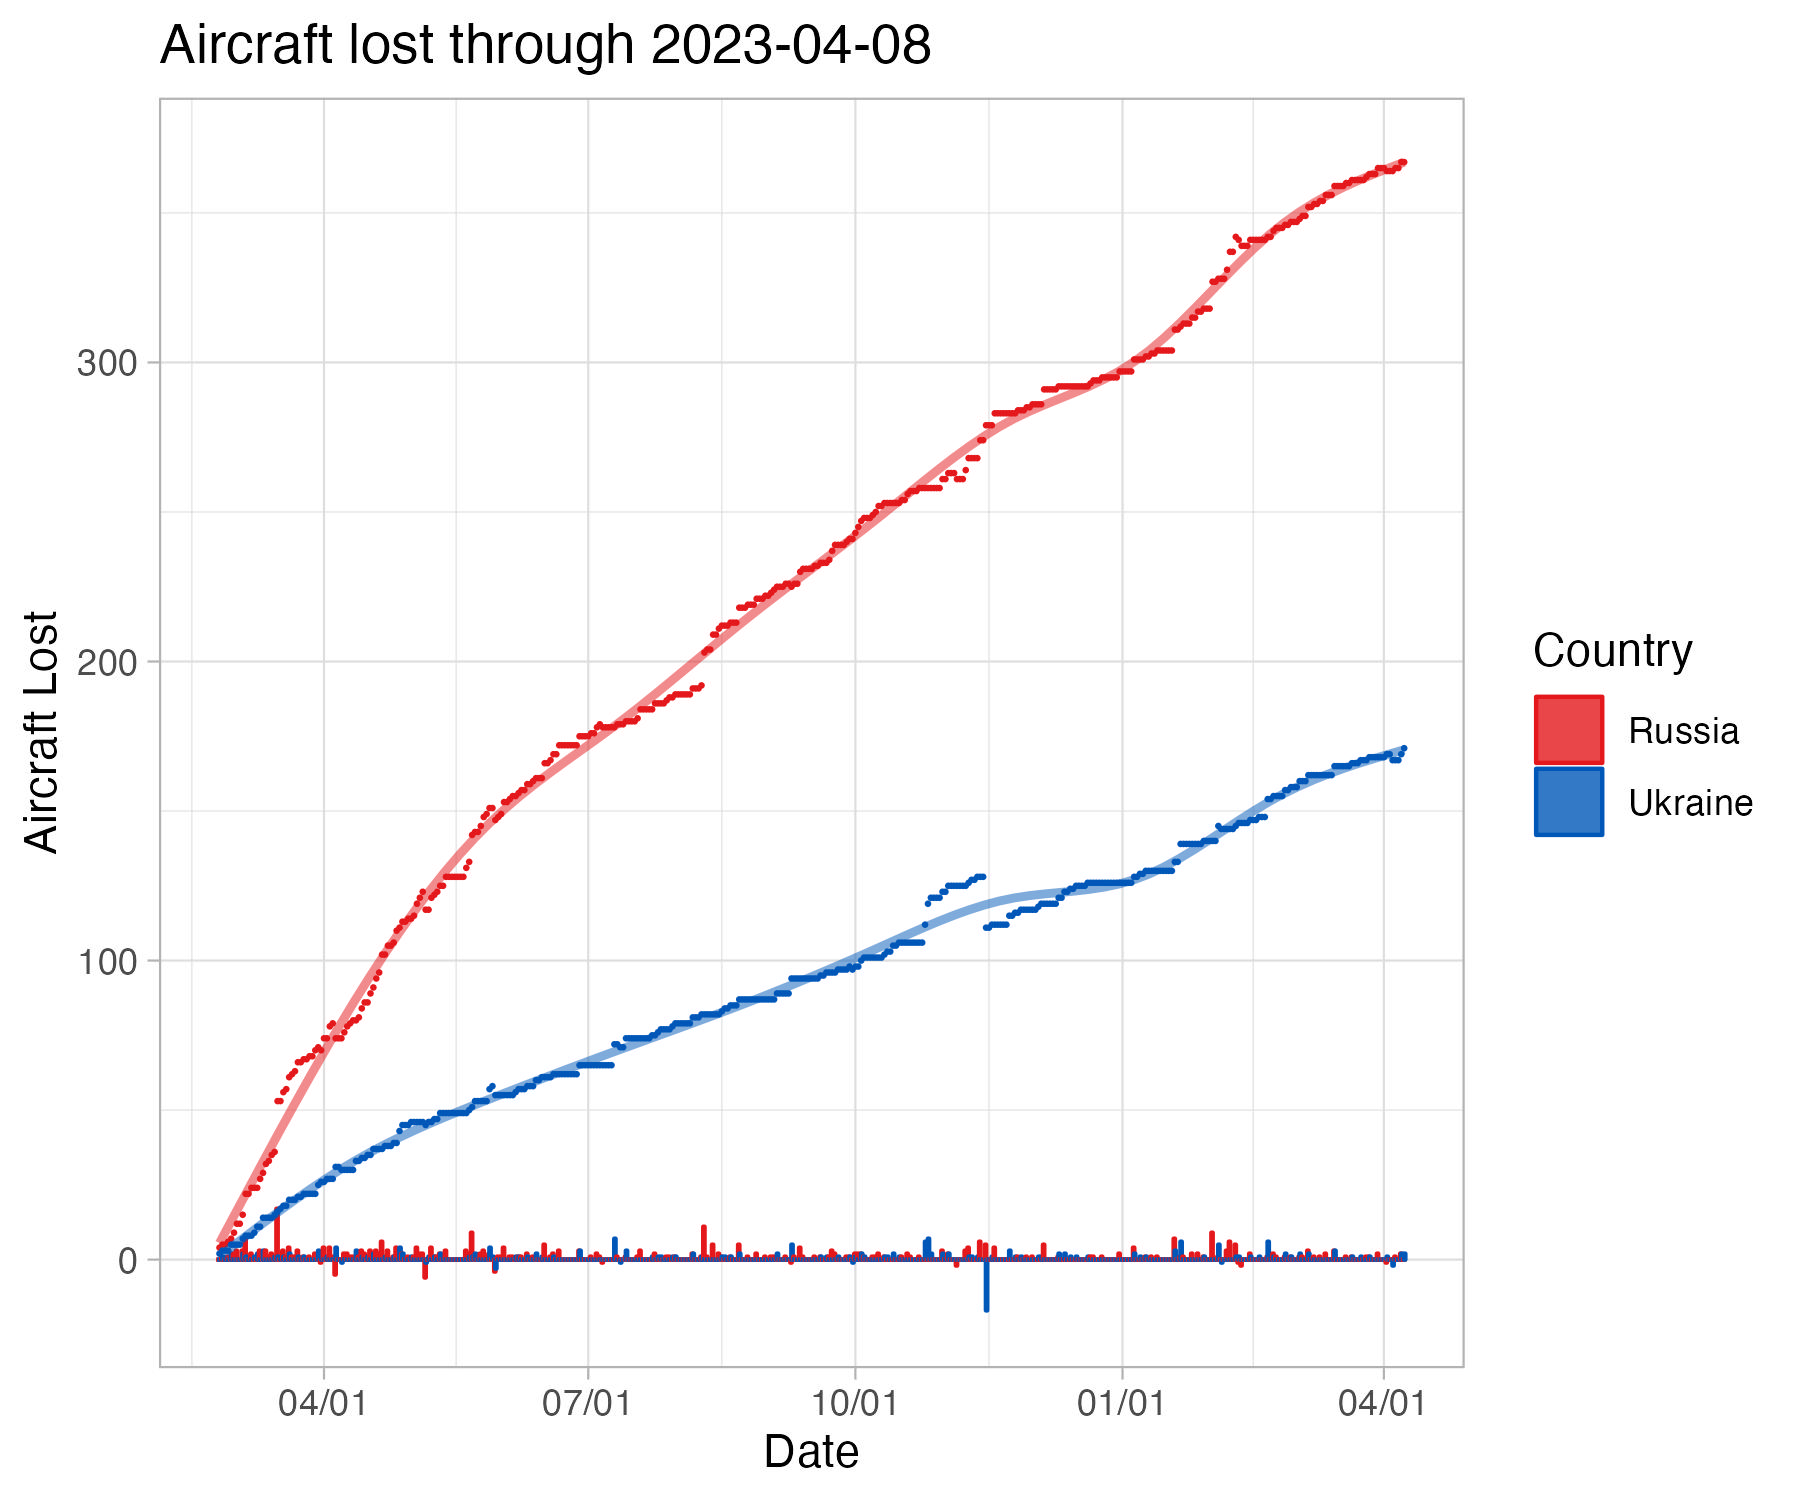 Aircraft lost through 2023-04-08
Aircraft Lost
300
200
100
0
04/01
07/01
10/01
01/01
04/01
Date
Country
Russia
Ukraine